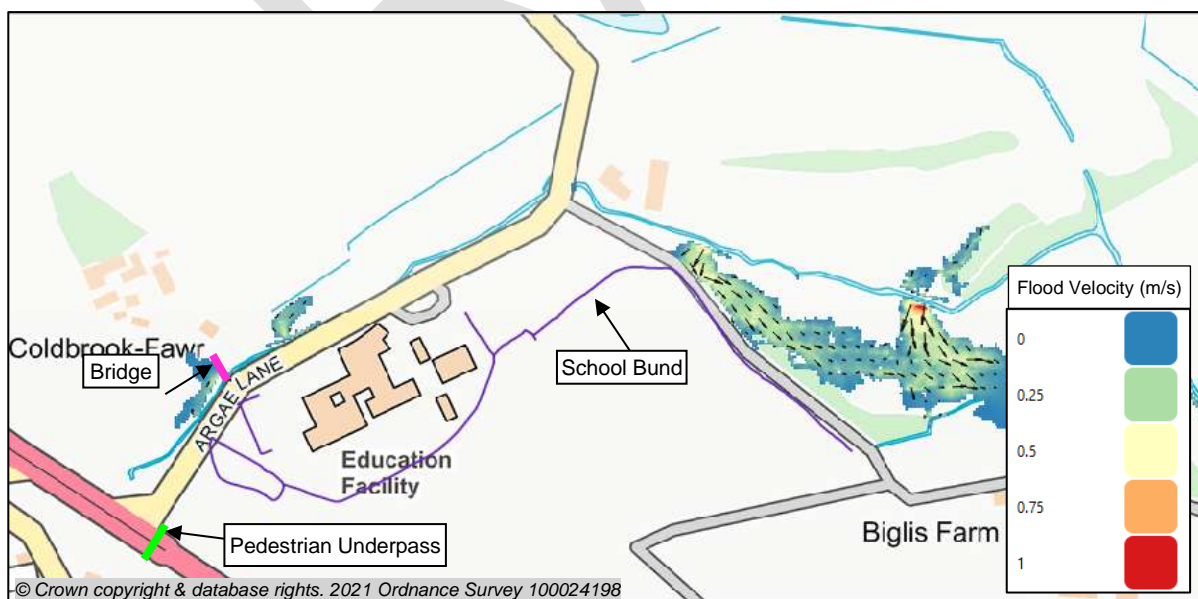 Coldbrook-Fawr
Bridge
ARGAE LANE
School Bund
Education
Facility
Pedestrian Underpass
Biglis Farm
Flood Velocity (m/s)
0
0.25
0.5
0.75
1
© Crown copyright & database rights. 2021 Ordnance Survey 100024198